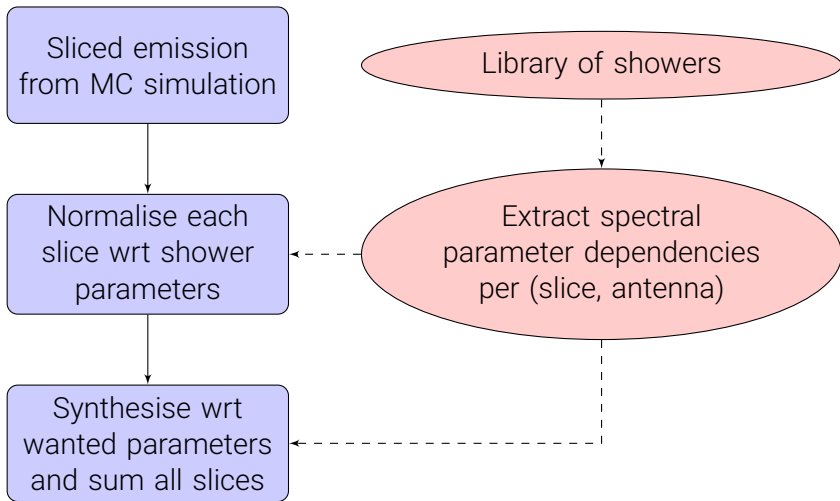 Sliced emission
from MC simulation
Library of showers
Normalise each
slice wrt shower
parameters
Extract spectral
parameter dependencies
per (slice, antenna)
Synthesise wrt
wanted parameters
and sum all slices